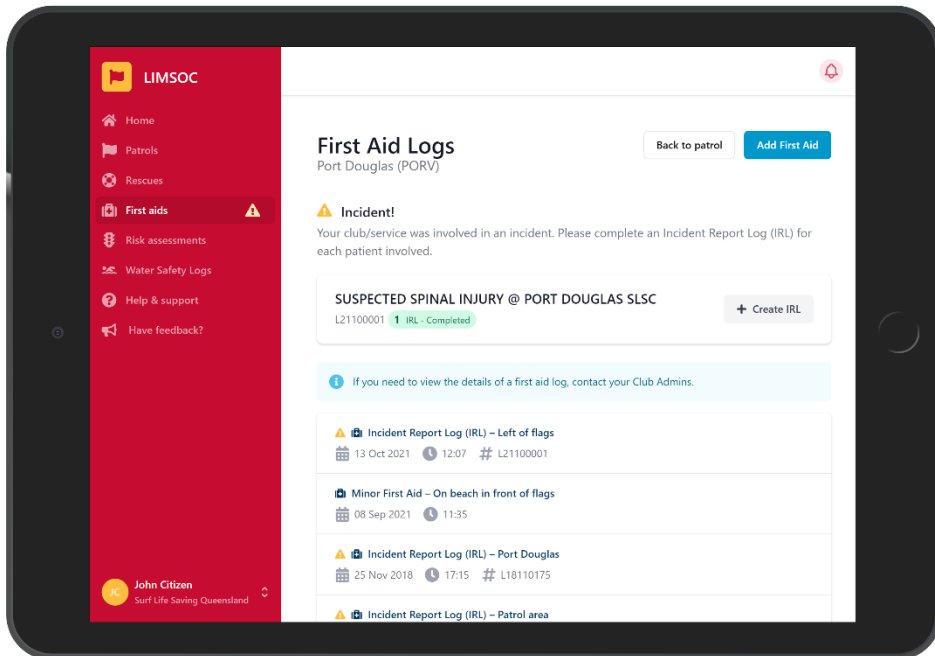 LIMSOC
Home
Patrols
Rescues
First aids
Risk assessments
Water Safety Logs
Help & support
Have feedback?
JC
John Citizen
Surf Life Saving Queensland
First Aid Logs
Port Douglas (PORV)
Back to patrol
Add First Aid
Incident!
Your club/service was involved in an incident. Please complete an Incident Report Log (IRL) for
each patient involved.
SUSPECTED SPINAL INJURY @ PORT DOUGLAS SLSC
L21100001 1 IRL - Completed
+ Create IRL
If you need to view the details of a first aid log, contact your Club Admins.
Incident Report Log (IRL) – Left of flags
13 Oct 2021 12:07 # L21100001
Minor First Aid – On beach in front of flags
08 Sep 2021 11:35
Incident Report Log (IRL) – Port Douglas
25 Nov 2018 17:15 # L18110175
Incident Report Log (IRL) – Patrol area